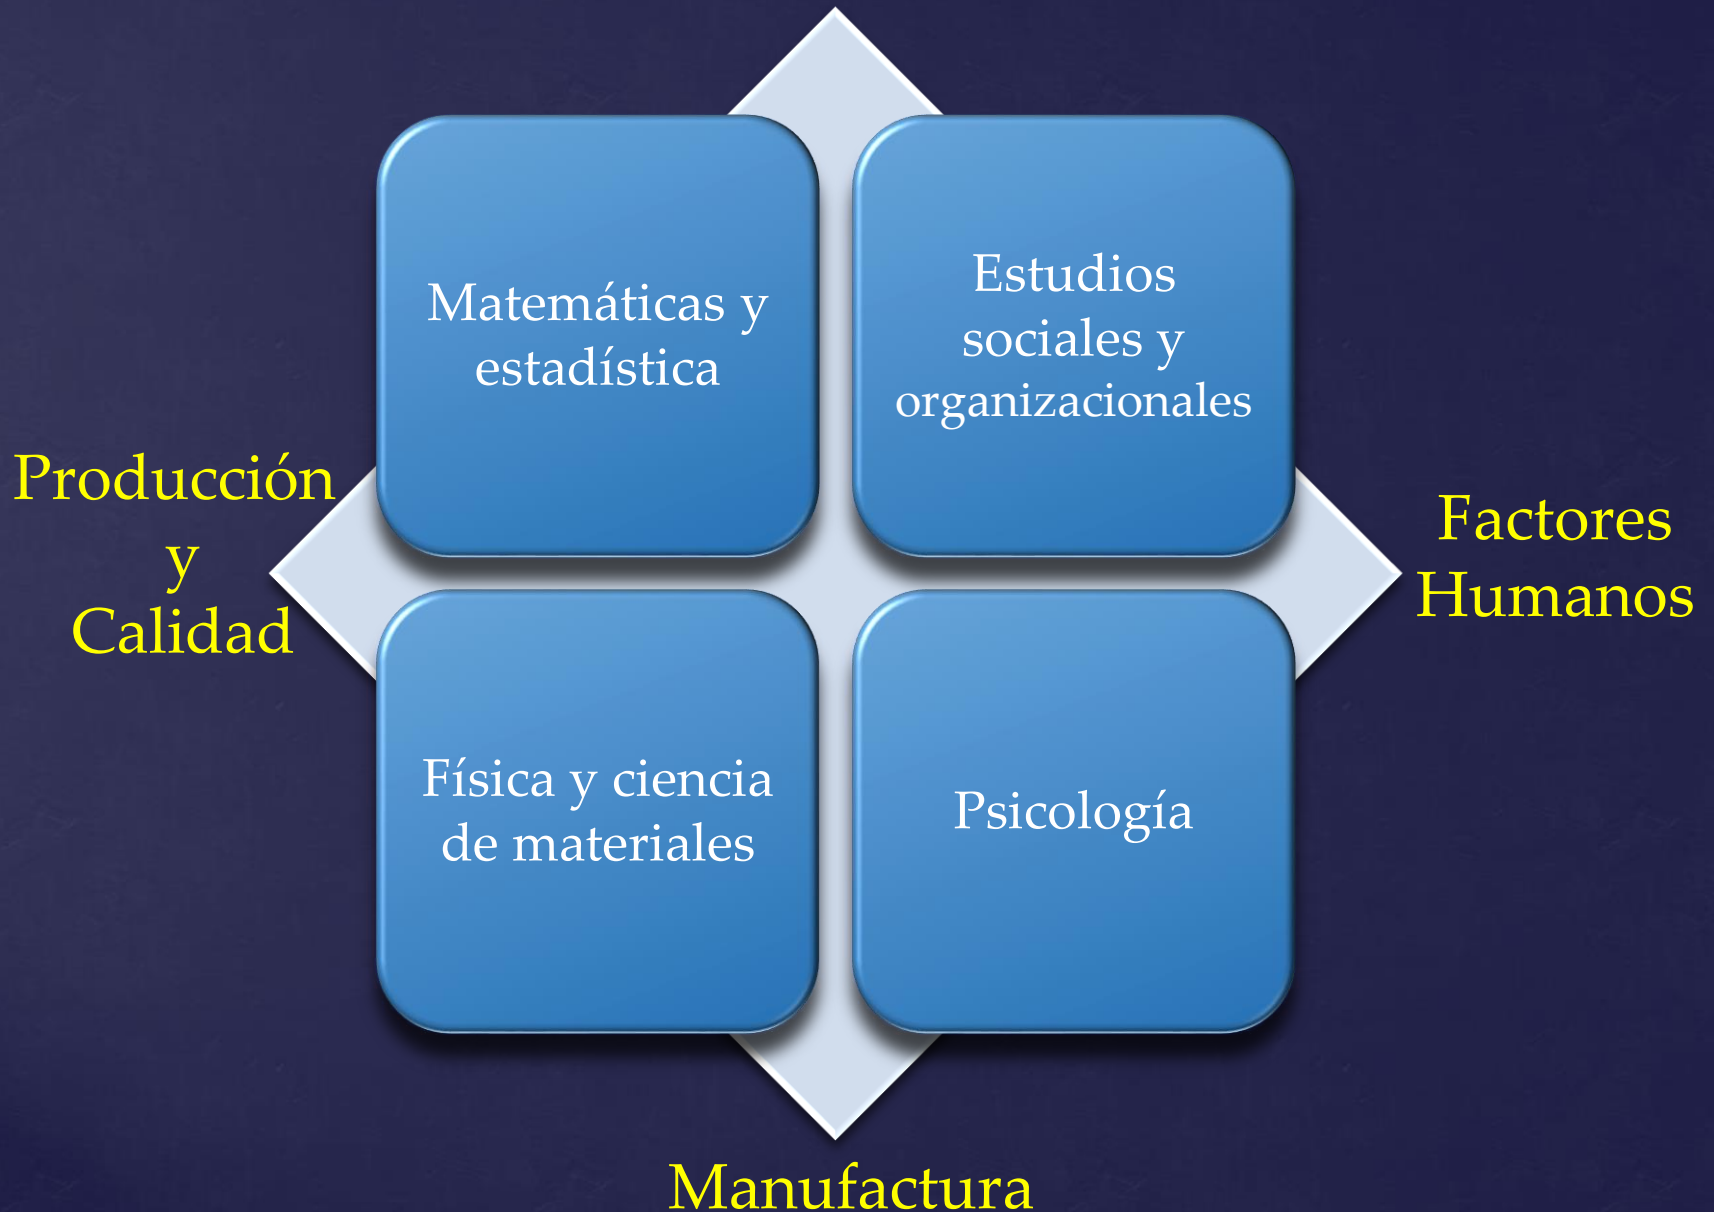 Matemáticas y
estadística
Estudios
sociales y
organizacionales
Producción
y
Calidad
Factores
Humanos
Física y ciencia
de materiales
Psicología
Manufactura